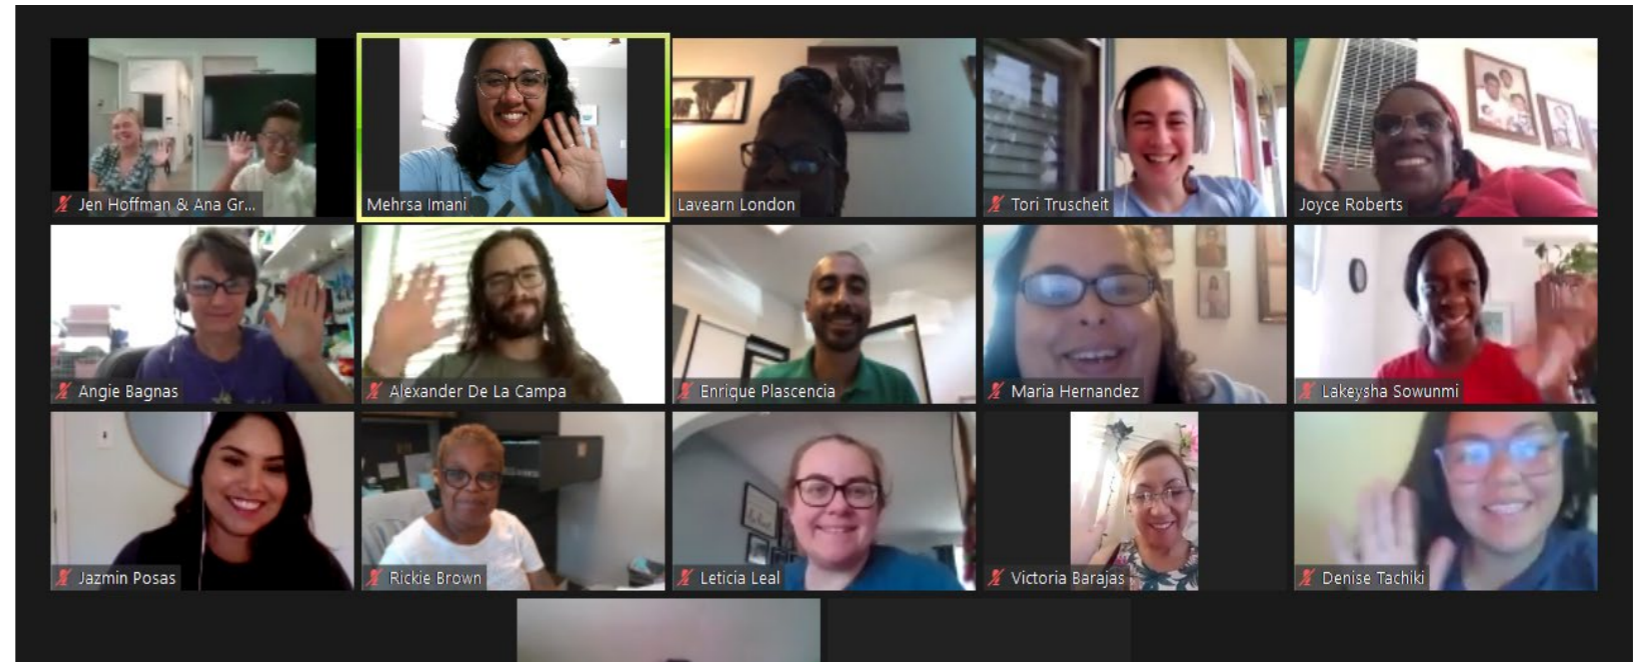 Jen Hoffman & Ana Gr...
Mehrsa Imani
Lavearn London
Tori Truscheit
Joyce Roberts
Angie Bagnas
Alexander De La Campa
Enrique Plascencia
Maria Hernandez
Lakeysha Sowunmi
Jazmin Posas
Rickie Brown
Leticia Leal
Victoria Barajas
Denise Tachiki